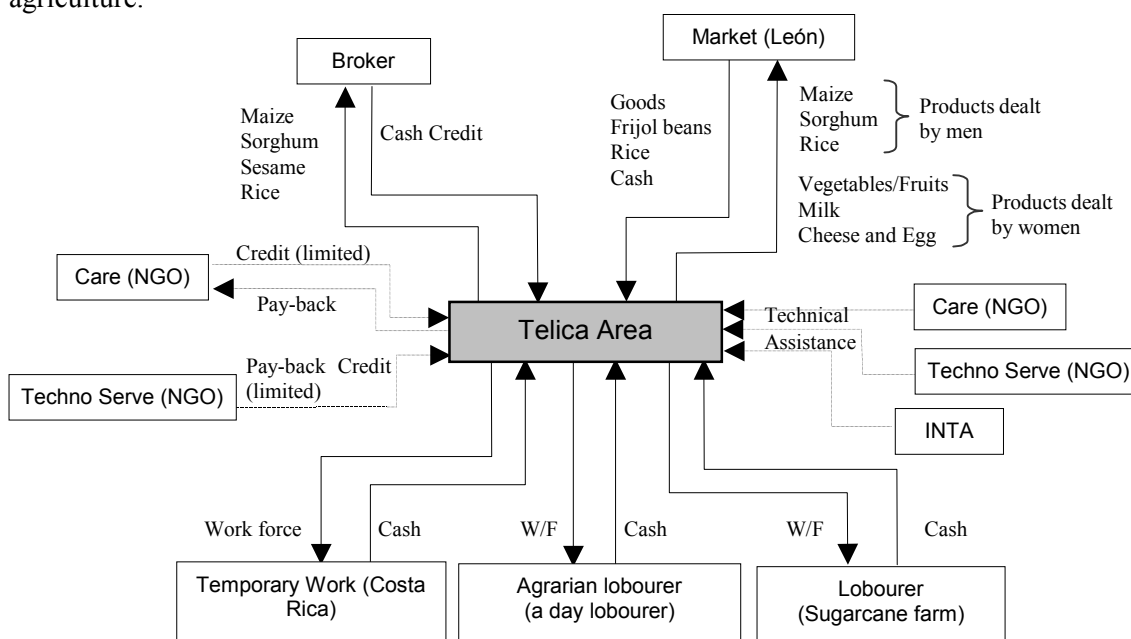 agriculture.
Broker
Market (León)
Maize
Sorghum
Sesame
Rice
Cash Credit
Goods
Frijol beans
Rice
Cash
Maize
Sorghum
Rice
Products dealt
by men
Vegetables/Fruits
Milk
Cheese and Egg
Products dealt
by women
Care (NGO)
Credit (limited)
Pay-back
Telica Area
Technical
Assistance
Care (NGO)
Techno Serve (NGO)
Pay-back Credit
(limited)
Techno Serve (NGO)
INTA
Work force
Cash
W/F
Cash
W/F
Cash
Temporary Work (Costa
Rica)
Agrarian lobourer
(a day lobourer)
Lobourer
(Sugarcane farm)